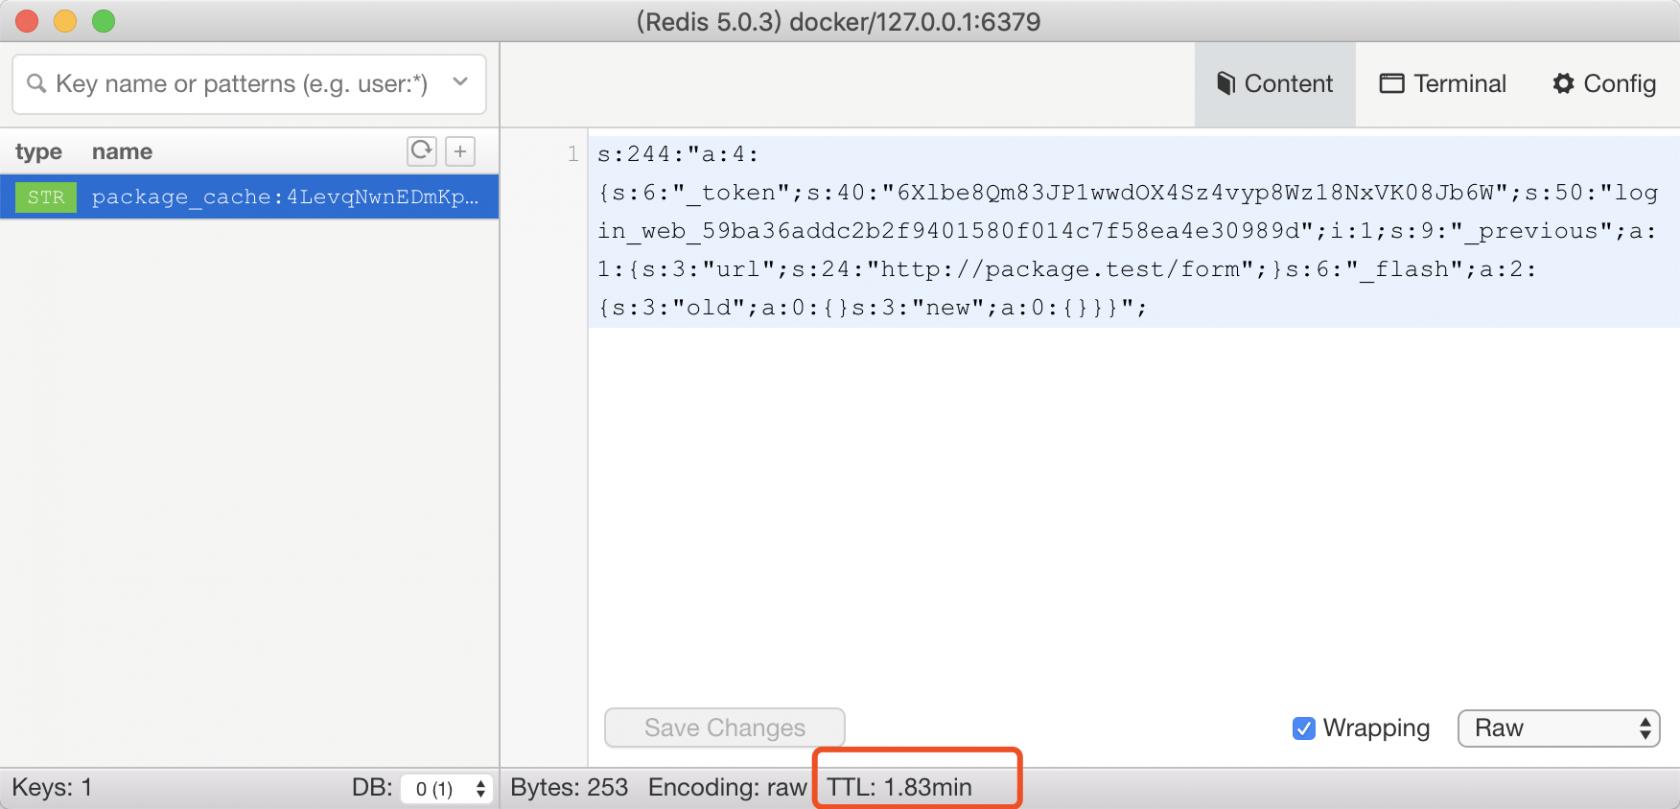 (Redis 5.0.3) docker/127.0.0.1:6379
Key name or patterns (e.g. user:*)
Content
Terminal
Config
type name
STR package_cache:4LevqNwnEDmKp…
1
s:244:"a:4:
{s:6:"_token";s:40:"6Xlbe8Qm83JP1wwdOX4Sz4vyp8Wz18NxVK08Jb6W";s:50:"log
in_web_59ba36addc2b2f9401580f014c7f58ea4e30989d";i:1;s:9:"_previous";a:
1:{s:3:"url";s:24:"http://package.test/form";}s:6:"_flash";a:2:
{s:3:"old";a:0:{}s:3:"new";a:0:{}}}";
Save Changes
Wrapping
Raw
Keys: 1
DB: 0 (1)
Bytes: 253
Encoding: raw
TTL: 1.83min